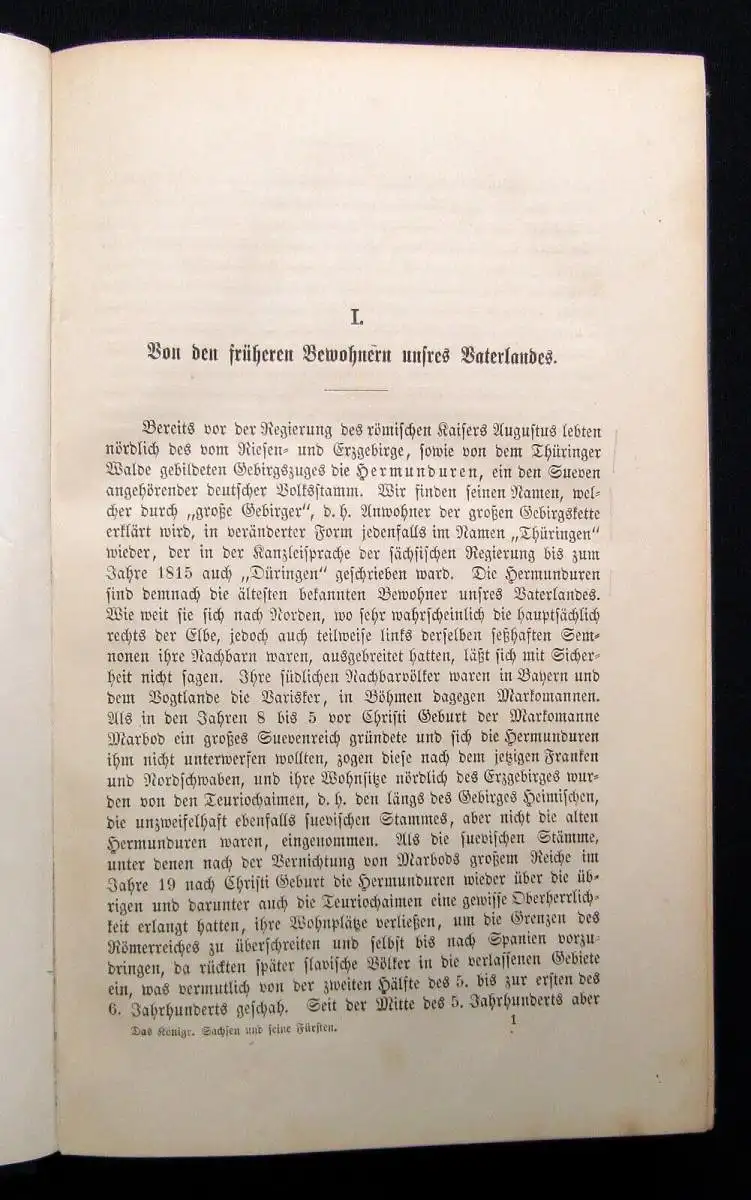 I.
Von den früheren Bewohnern unsres Vaterlandes.
Bereits vor der Regierung des römischen Kaisers Augustus lebten
nördlich des vom Riesen- und Erzgebirge, sowie von dem Thüringer
Walde gebildeten Gebirgszuges die Hermunduren, ein den Sueven
angehörender deutscher Volksstamm. Wir finden seinen Namen, wel-
cher durch „große Gebirger", d. h. Anwohner der großen Gebirgskette
erklärt wird, in veränderter Form jedenfalls im Namen „Thüringen"
wieder, der in der Kanzleisprache der sächsischen Regierung bis zum
Jahre 1815 auch „Düringen" geschrieben ward. Die Hermunduren
sind demnach die ältesten bekannten Bewohner unsres Vaterlandes.
Wie weit sie sich nach Norden, wo sehr wahrscheinlich die hauptsächlich
rechts der Elbe, jedoch auch teilweise links derselben seßhaften Sem-
nonen ihre Nachbarn waren, ausgebreitet hatten, läßt sich mit Sicher-
heit nicht sagen. Ihre südlichen Nachbarvölker waren in Bayern und
dem Vogtlande die Varisker, in Böhmen dagegen Markomannen.
Als in den Jahren 8 bis 5 vor Christi Geburt der Markomanne
Marbod ein großes Suevenreich gründete und sich die Hermunduren
ihm nicht unterwerfen wollten, zogen diese nach dem jetzigen Franken
und Nordschwaben, und ihre Wohnsitze nördlich des Erzgebirges wur-
den von den Teuriochaimen, d. h. den längs des Gebirges Heimischen,
die unzweifelhaft ebenfalls suevischen Stammes, aber nicht die alten
Hermunduren waren, eingenommen. Als die suevischen Stämme,
unter denen nach der Vernichtung von Marbods großem Reiche im
Jahre 19 nach Christi Geburt die Hermunduren wieder über die üb-
rigen und darunter auch die Teuriochaimen eine gewisse Oberherrlich-
keit erlangt hatten, ihre Wohnplätze verließen, um die Grenzen des
Römerreiches zu überschreiten und selbst bis nach Spanien vorzu-
dringen, da rückten später slavische Völker in die verlassenen Gebiete
ein, was vermutlich von der zweiten Hälfte des 5. bis zur ersten des
6. Jahrhunderts geschah. Seit der Mitte des 5. Jahrhunderts aber
Das Königr. Sachsen und seine Fürsten.
1